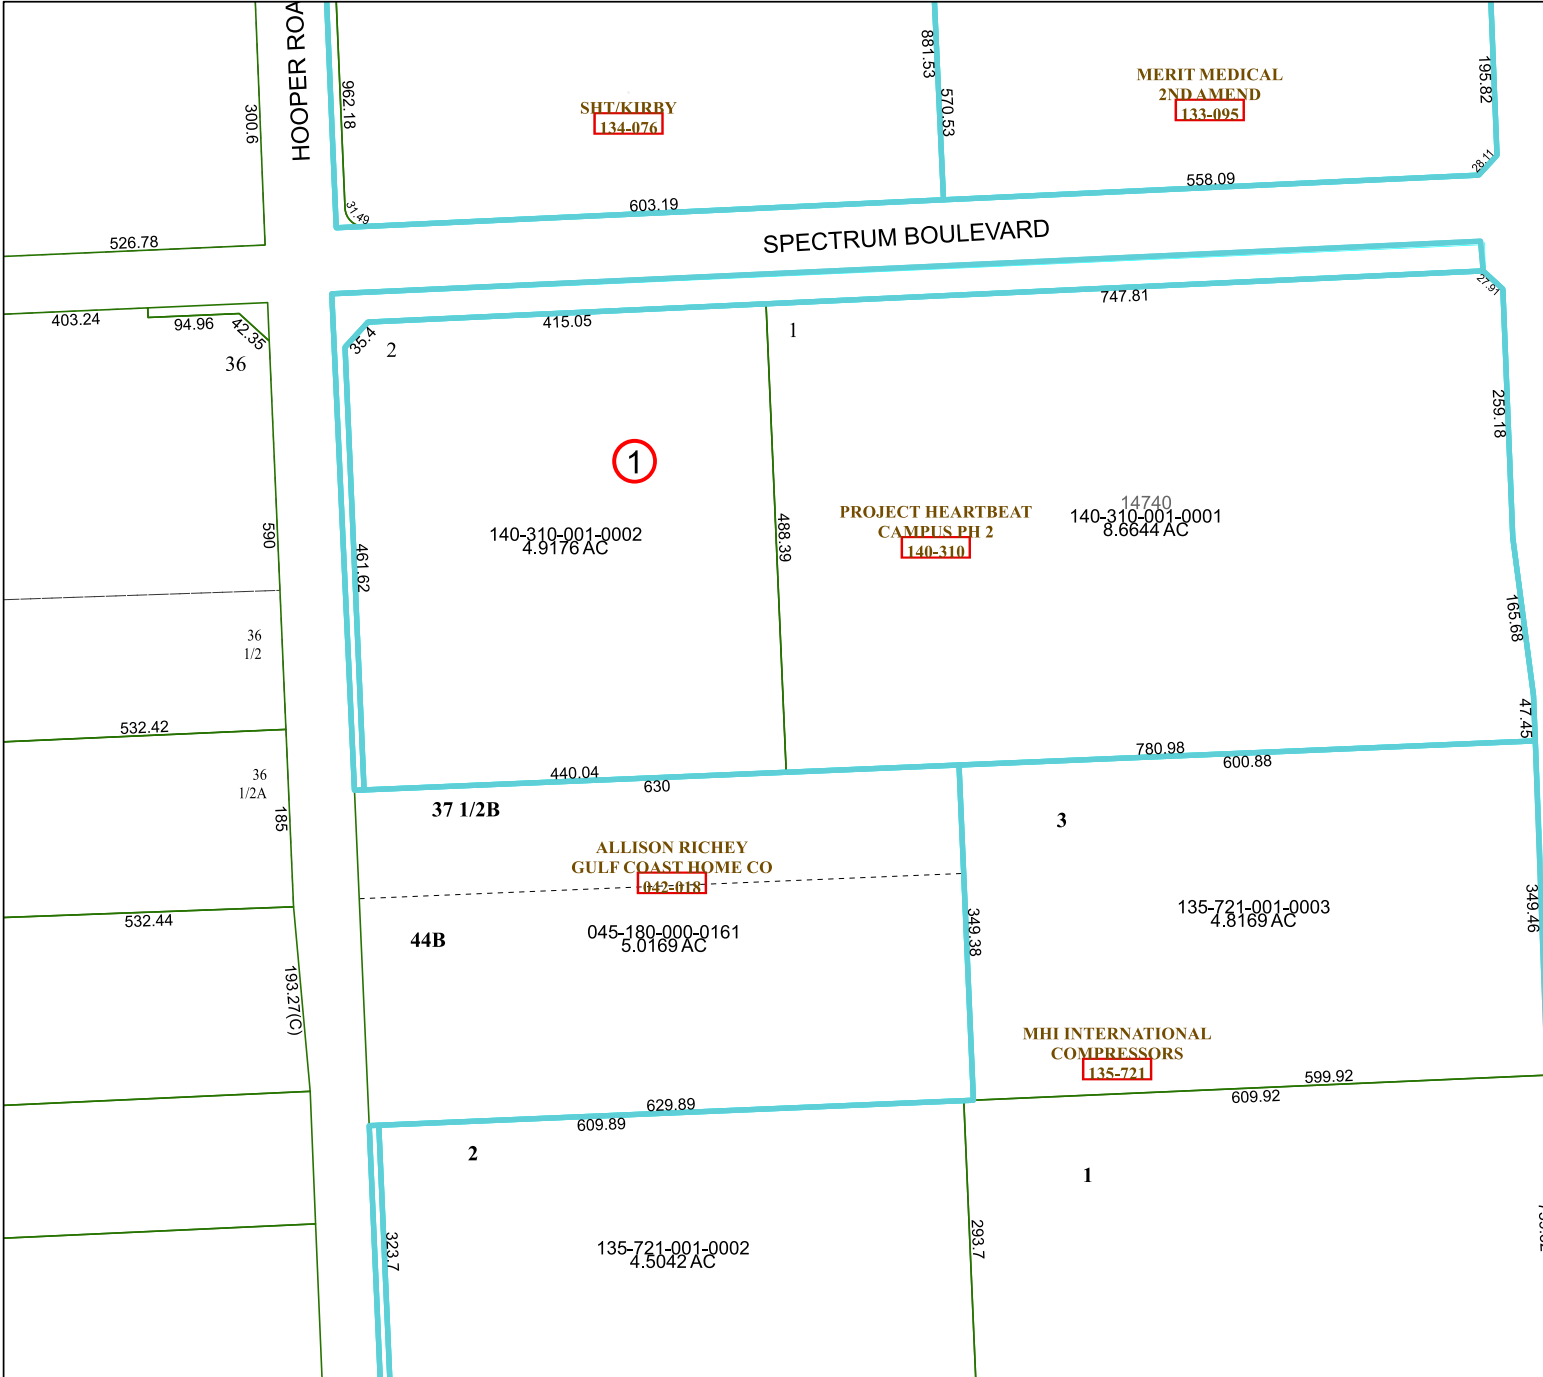 HOOPER ROA
881.53
195.82
MERIT MEDICAL
2ND AMEND
133-095
962.18
570.53
SHT/KIRBY
134-076
300.6
28.11
558.09
31.49
603.19
526.78
SPECTRUM BOULEVARD
27.91
747.81
403.24
94.96
42.35
35.4
415.05
1
2
36
259.18
1
14740
140-310-001-0001
8.6644 AC
PROJECT HEARTBEAT
CAMPUS PH 2
140-310
590
140-310-001-0002
4.9176 AC
488.39
461.62
165.68
36
1/2
47.45
532.42
780.98
600.88
440.04
630
36
1/2A
185
37 1/2B
3
ALLISON RICHEY
GULF COAST HOME CO
042-018
135-721-001-0003
4.8169 AC
349.46
532.44
349.38
44B
045-180-000-0161
5.0169 AC
193.27(C)
MHI INTERNATIONAL
COMPRESSORS
135-721
599.92
609.92
629.89
609.89
2
1
323.7
135-721-001-0002
4.5042 AC
293.7